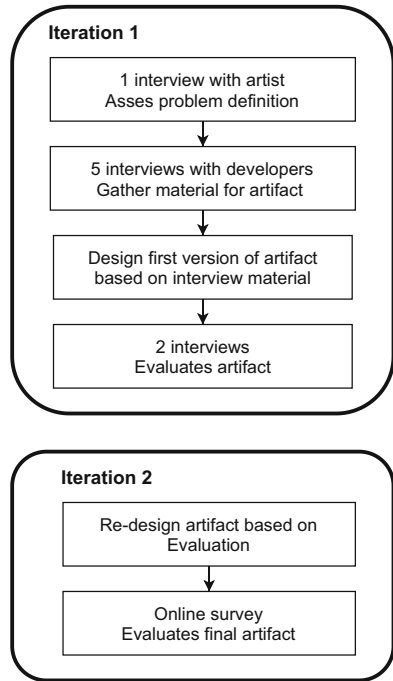 Iteration 1
1 interview with artist
Asses problem definition
5 interviews with developers
Gather material for artifact
Design first version of artifact
based on interview material
2 interviews
Evaluates artifact
Iteration 2
Re-design artifact based on
Evaluation
Online survey
Evaluates final artifact